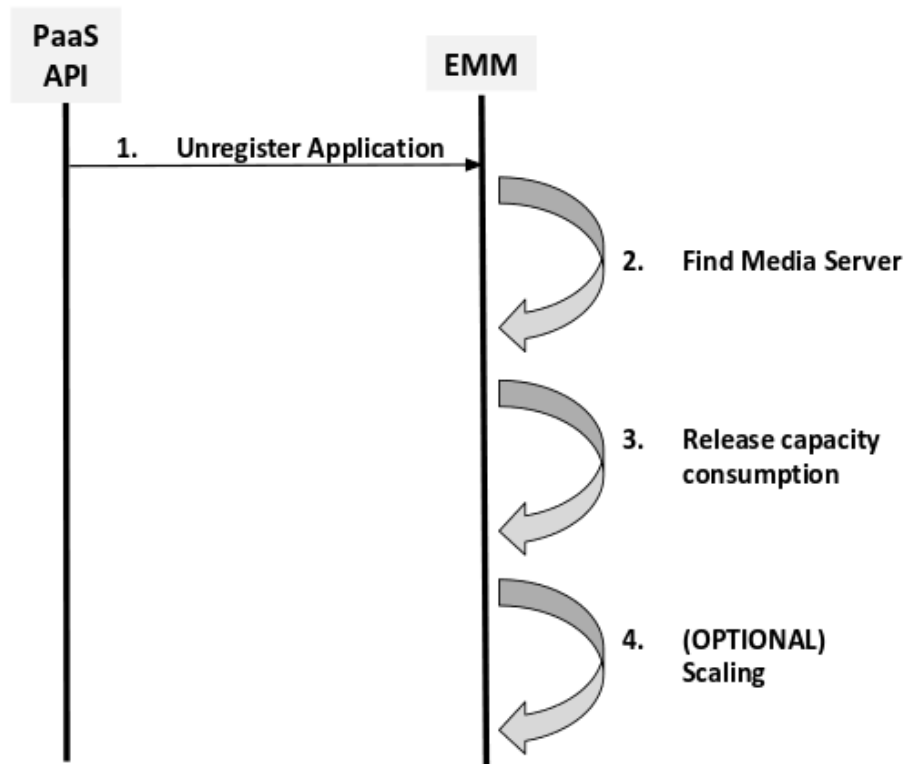 PaaS
API
EMM
1. Unregister Application
2. Find Media Server
3. Release capacity
consumption
4. (OPTIONAL)
Scaling